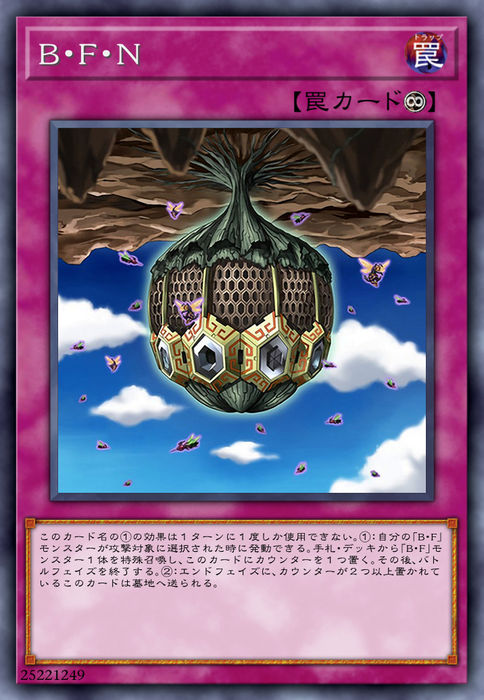 B・F・N
トラップ
罠
【罠カード】
このカード名の①の効果は1ターンに1度しか使用できない。①:自分の「B・F」
モンスターが攻撃対象に選択された時に発動できる。手札・デッキから「B・F」モ
ンスター1体を特殊召喚し、このカードにカウンターを1つ置く。その後、バト
ルフェイズを終了する。②:エンドフェイズに、カウンターが2つ以上置かれて
いるこのカードは墓地へ送られる。
25221249